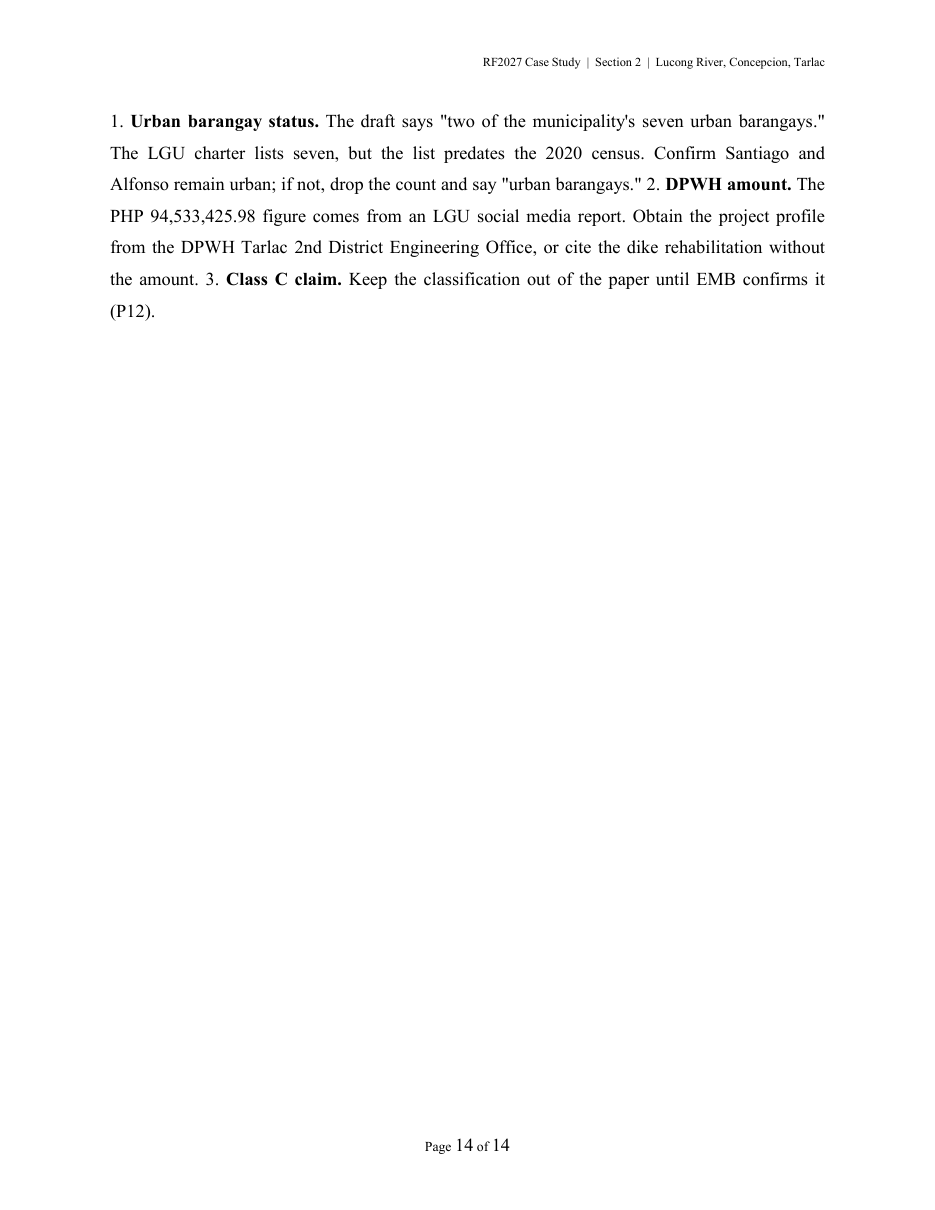 RF2027 Case Study | Section 2 | Lucong River, Concepcion, Tarlac
1. Urban barangay status. The draft says "two of the municipality's seven urban barangays."
The LGU charter lists seven, but the list predates the 2020 census. Confirm Santiago and
Alfonso remain urban; if not, drop the count and say "urban barangays." 2. DPWH amount. The
PHP 94,533,425.98 figure comes from an LGU social media report. Obtain the project profile
from the DPWH Tarlac 2nd District Engineering Office, or cite the dike rehabilitation without
the amount. 3. Class C claim. Keep the classification out of the paper until EMB confirms it
(P12).
Page 14 of 14